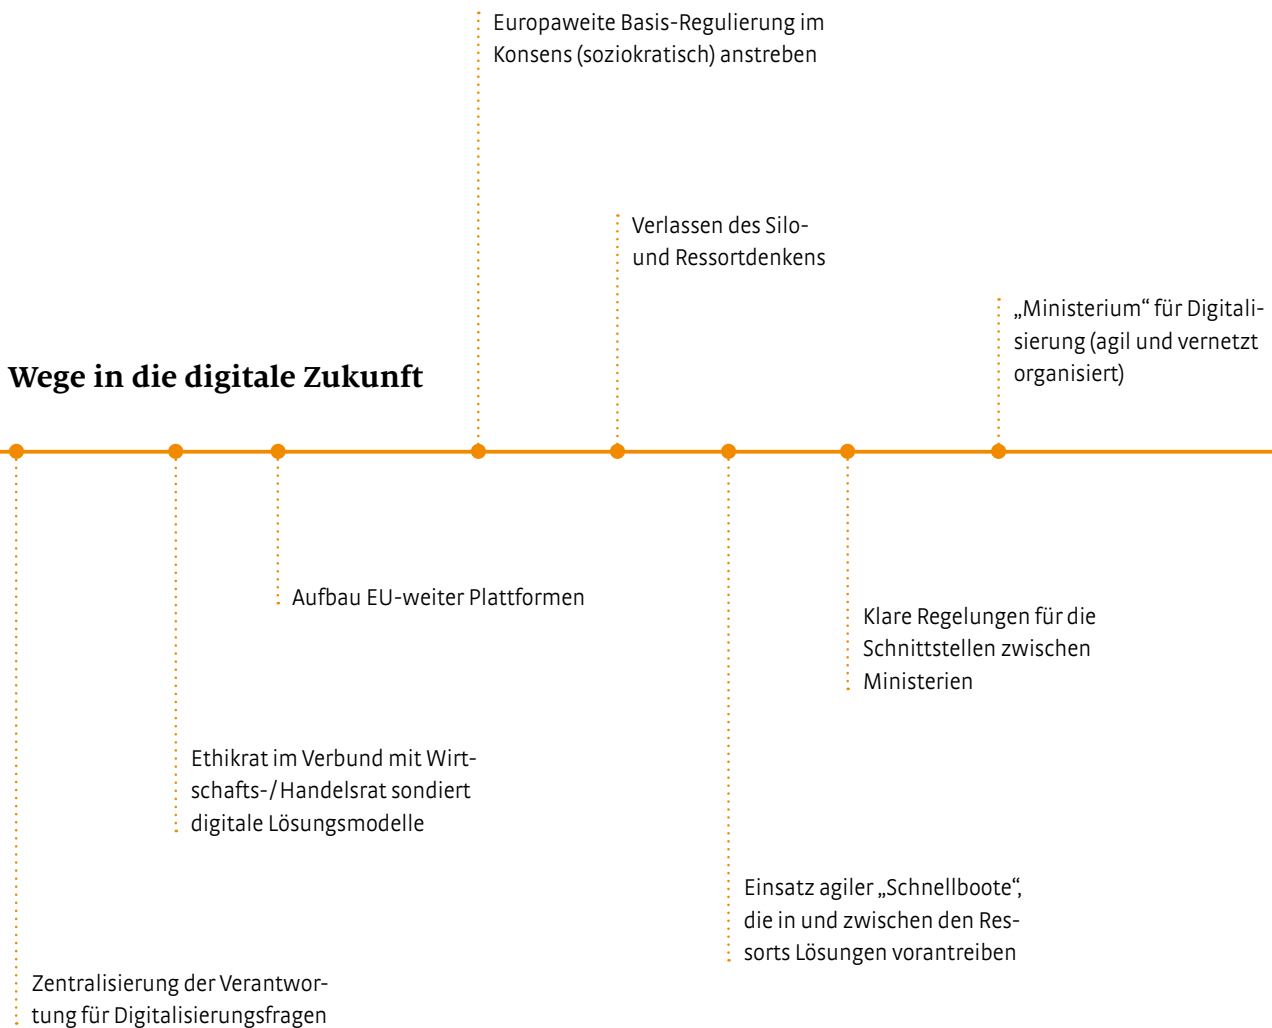 Europaweite Basis-Regulierung im
Konsens (soziokratisch) anstreben
Verlassen des Silo-
und Ressortdenkens
„Ministerium“ für Digitali-
sierung (agil und vernetzt
organisiert)
Wege in die digitale Zukunft
Aufbau EU-weiter Plattformen
Klare Regelungen für die
Schnittstellen zwischen
Ministerien
Ethikrat im Verbund mit Wirt-
schafts-/Handelsrat sondiert
digitale Lösungsmodelle
Einsatz agiler „Schnellboote“,
die in und zwischen den Res-
sorts Lösungen vorantreiben
Zentralisierung der Verantwor-
tung für Digitalisierungsfragen